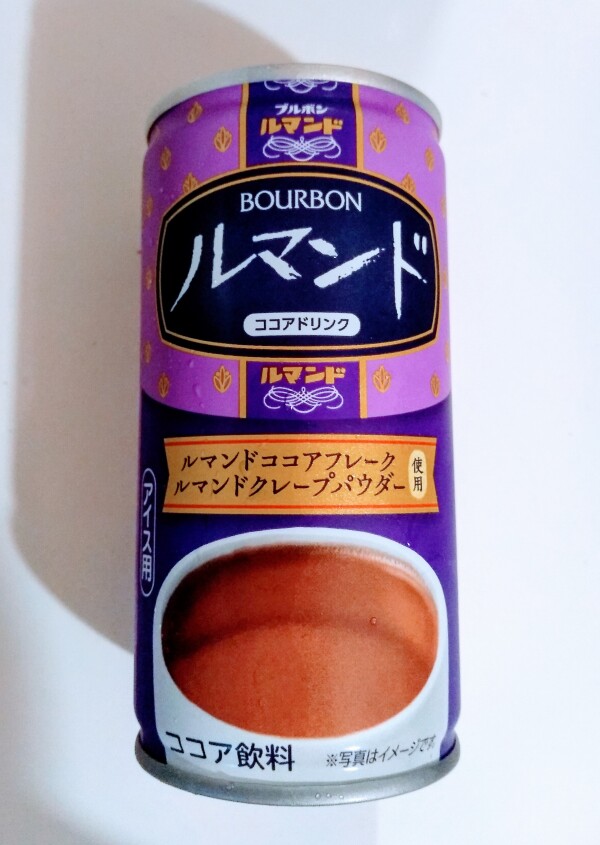 ブルボン
ルマンド
BOURBON
ルマンド
ココアドリンク
ルマンド
ルマンドココアフレーク
ルマンドクレープパウダー
使用
アイス用
ココア飲料
※写真はイメージです